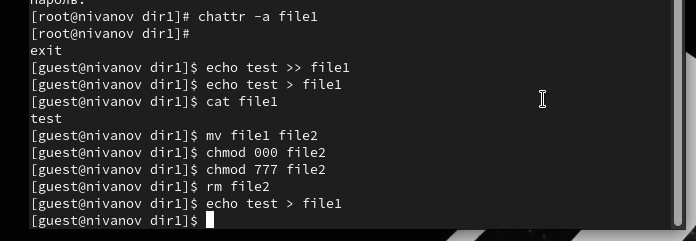 пароль:
[root@nivanov dir1]# chattr -a file1
[root@nivanov dir1]#
exit
[guest@nivanov dir1]$ echo test >> file1
[guest@nivanov dir1]$ echo test > file1
[guest@nivanov dir1]$ cat file1
test
[guest@nivanov dir1]$ mv file1 file2
[guest@nivanov dir1]$ chmod 000 file2
[guest@nivanov dir1]$ chmod 777 file2
[guest@nivanov dir1]$ rm file2
[guest@nivanov dir1]$ echo test > file1
[guest@nivanov dir1]$